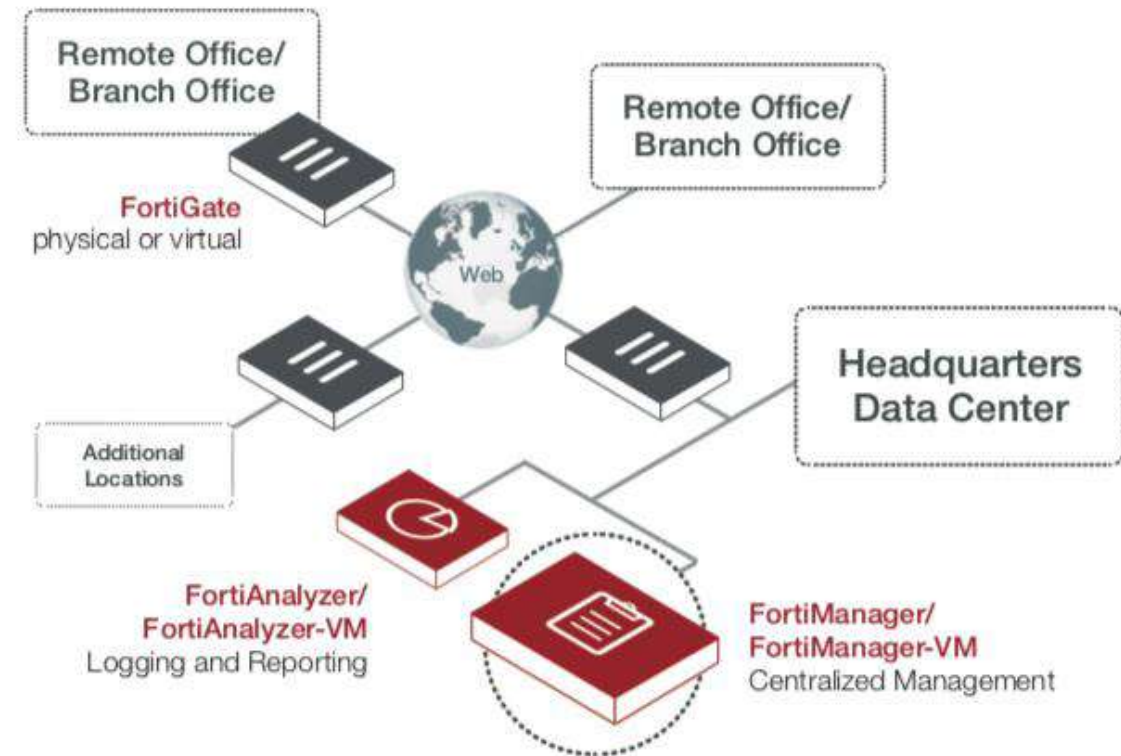 Remote Office/
Branch Office
Remote Office/
Branch Office
FortiGate
physical or virtual
Web
Headquarters
Data Center
Additional
Locations
FortiAnalyzer/
FortiAnalyzer-VM
Logging and Reporting
FortiManager/
FortiManager-VM
Centralized Management